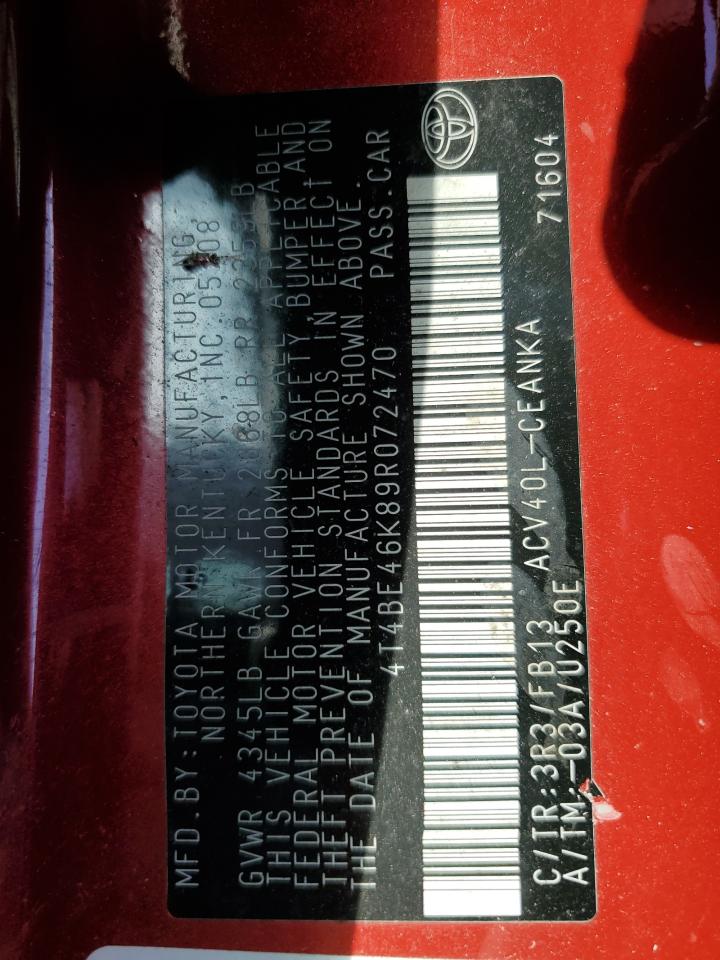 MFD.BY:TOYOTA MOTOR MANUFACTURING,
NORTHERN KENTUCKY,INC. 05/08
GVWR 4345LB GAWR FR LB RR LB
THIS VEHICLE CONFORMS TO ALL APPLICABLE
FEDERAL MOTOR VEHICLE SAFETY,BUMPER AND
THEFT PREVENTION STANDARDS IN EFFECT ON
THE DATE OF MANUFACTURE SHOWN ABOVE.
4T4BE46K89R072470 PASS.CAR
C/TR:3R3/FB13 ACV40L-CEANKA 71604
A/TM:-03A/U250E